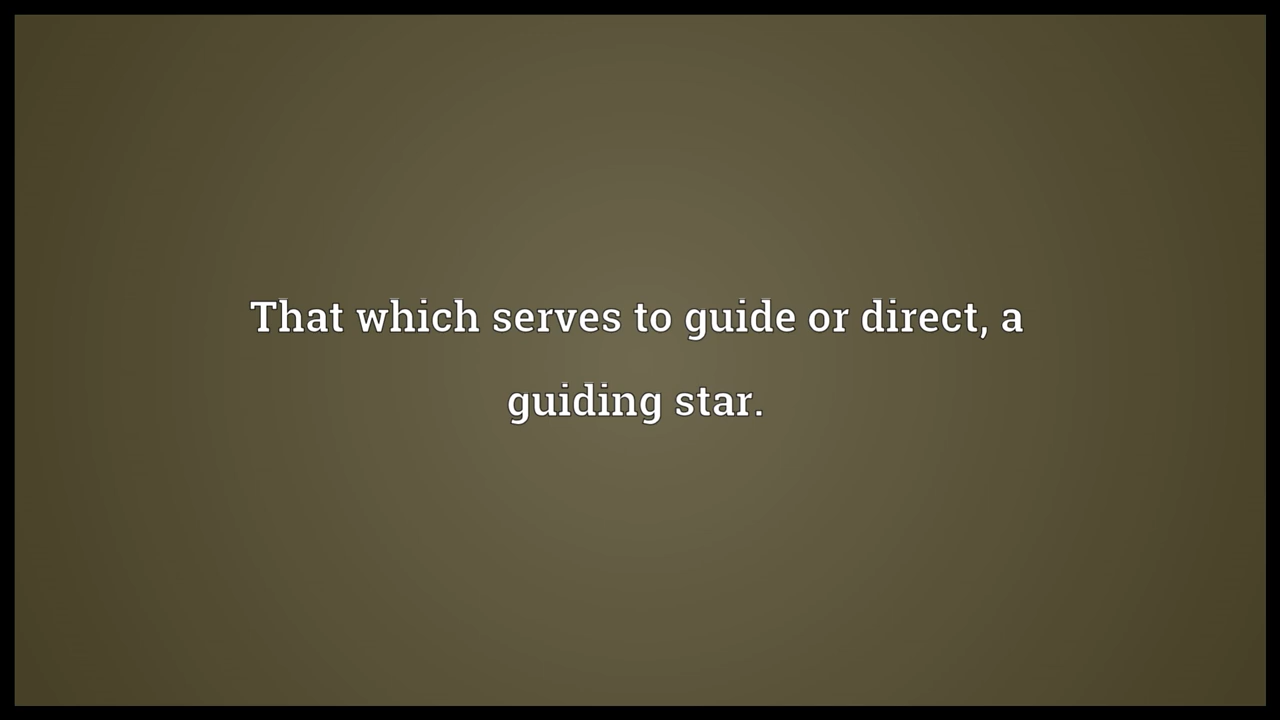 That which serves to guide or direct, a
guiding star.